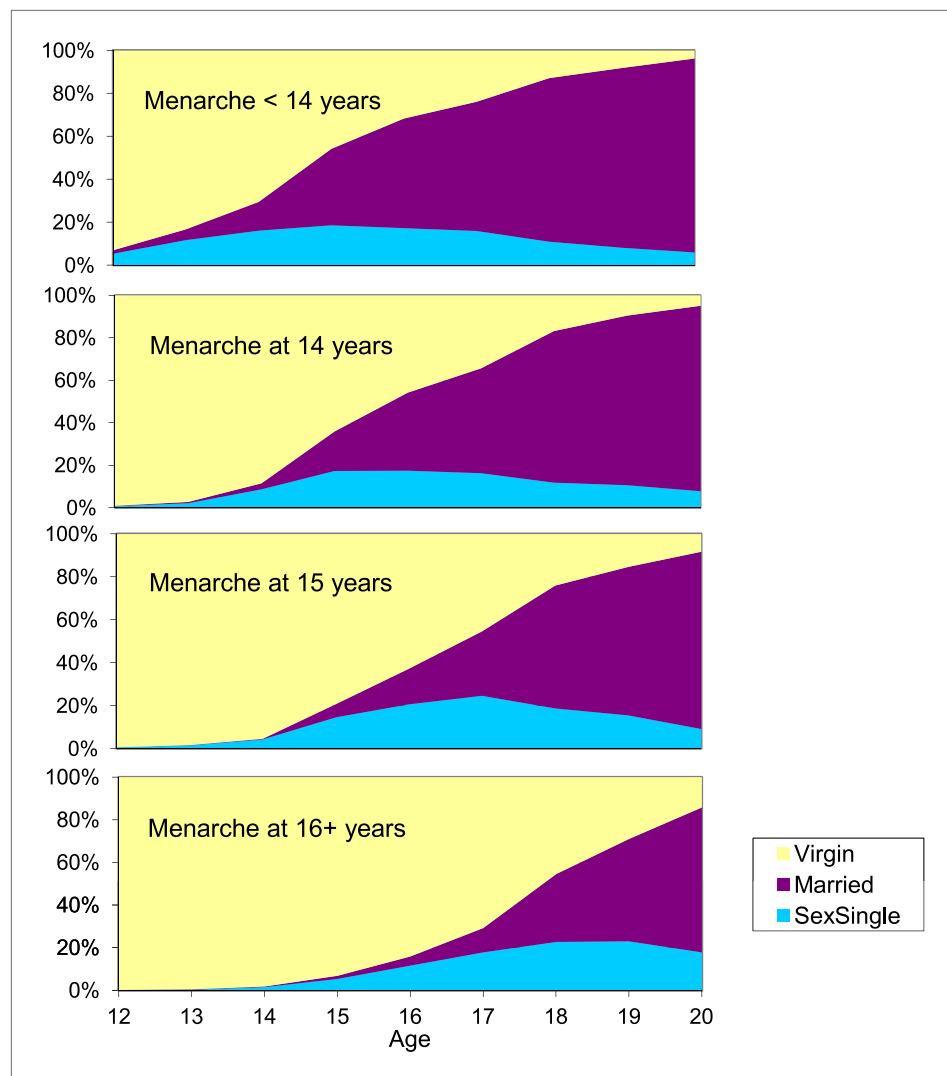 100%
80%
60%
40%
20%
0%
Menarche < 14 years
100%
80%
60%
40%
20%
0%
Menarche at 14 years
100%
80%
60%
40%
20%
0%
Menarche at 15 years
100%
80%
60%
40%
20%
0%
Menarche at 16+ years
12 13 14 15 16 17 18 19 20
Age
Virgin
Married
SexSingle